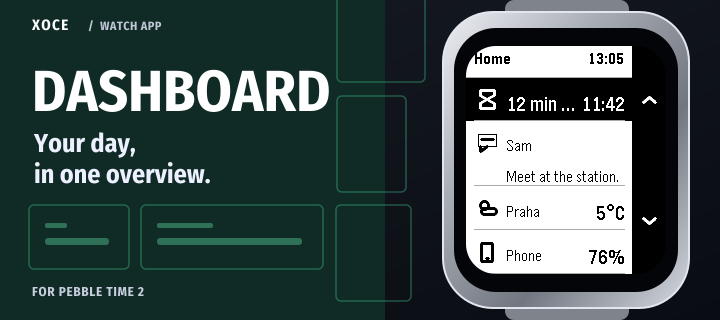 XOCE / WATCH APP
DASHBOARD
Your day,
in one overview.
FOR PEBBLE TIME 2
Home 13:05
12 min ... 11:42
Sam
Meet at the station.
Praha 5°C
Phone 76%